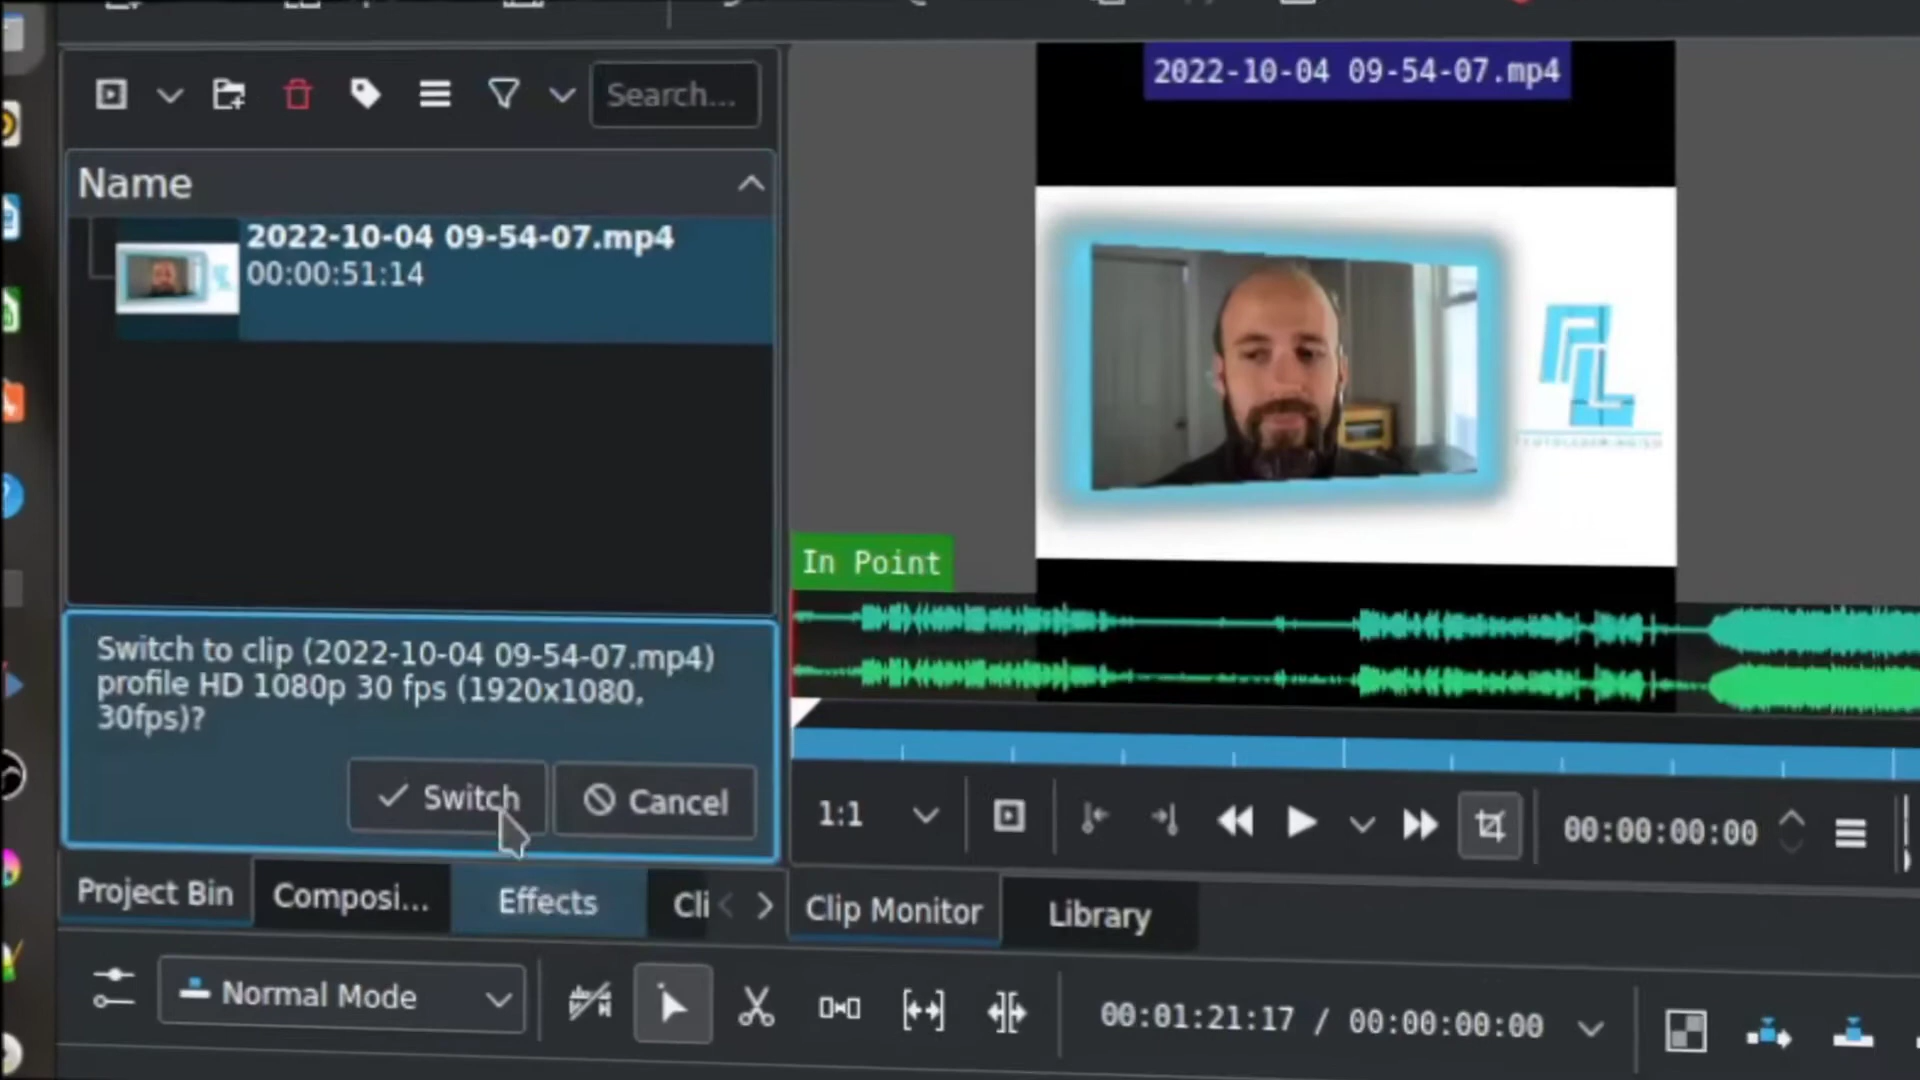 Search...
2022-10-04 09-54-07.mp4
Name
2022-10-04 09-54-07.mp4
00:00:51:14
In Point
Switch to clip (2022-10-04 09-54-07.mp4)
profile HD 1080p 30 fps (1920x1080,
30fps)?
Switch
Cancel
1:1
00:00:00:00
Project Bin
Composi...
Effects
Cli
Clip Monitor
Library
Normal Mode
00:01:21:17 / 00:00:00:00